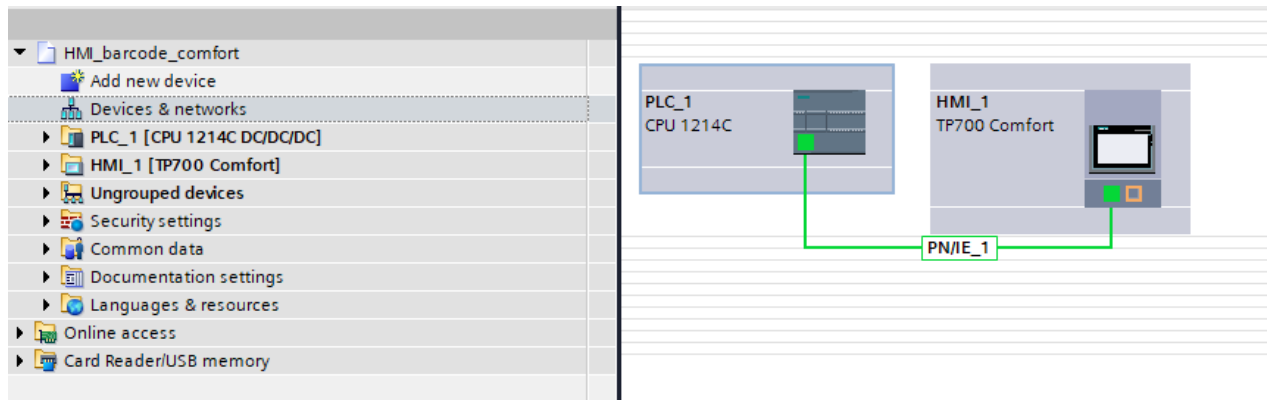 HMI_barcode_comfort
Add new device
Devices & networks
PLC_1 [CPU 1214C DC/DC/DC]
HMI_1 [TP700 Comfort]
Ungrouped devices
Security settings
Common data
Documentation settings
Languages & resources
Online access
Card Reader/USB memory
PLC_1
CPU 1214C
HMI_1
TP700 Comfort
PN/IE_1